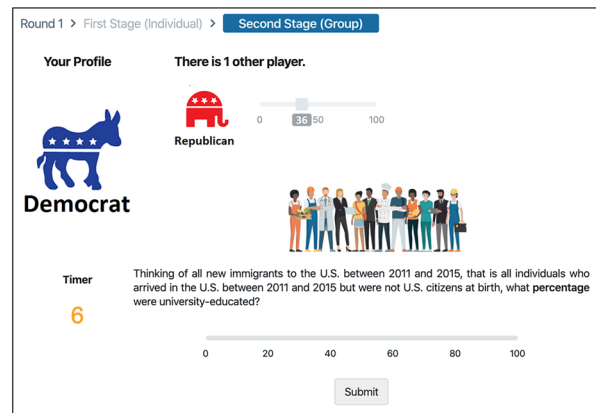 Round 1 > First Stage (Individual) > Second Stage (Group)
Your Profile
There is 1 other player.
0 36 50 100
Republican
Democrat
Timer
6
Thinking of all new immigrants to the U.S. between 2011 and 2015, that is all individuals who
arrived in the U.S. between 2011 and 2015 but were not U.S. citizens at birth, what percentage
were university-educated?
0 20 40 60 80 100
Submit